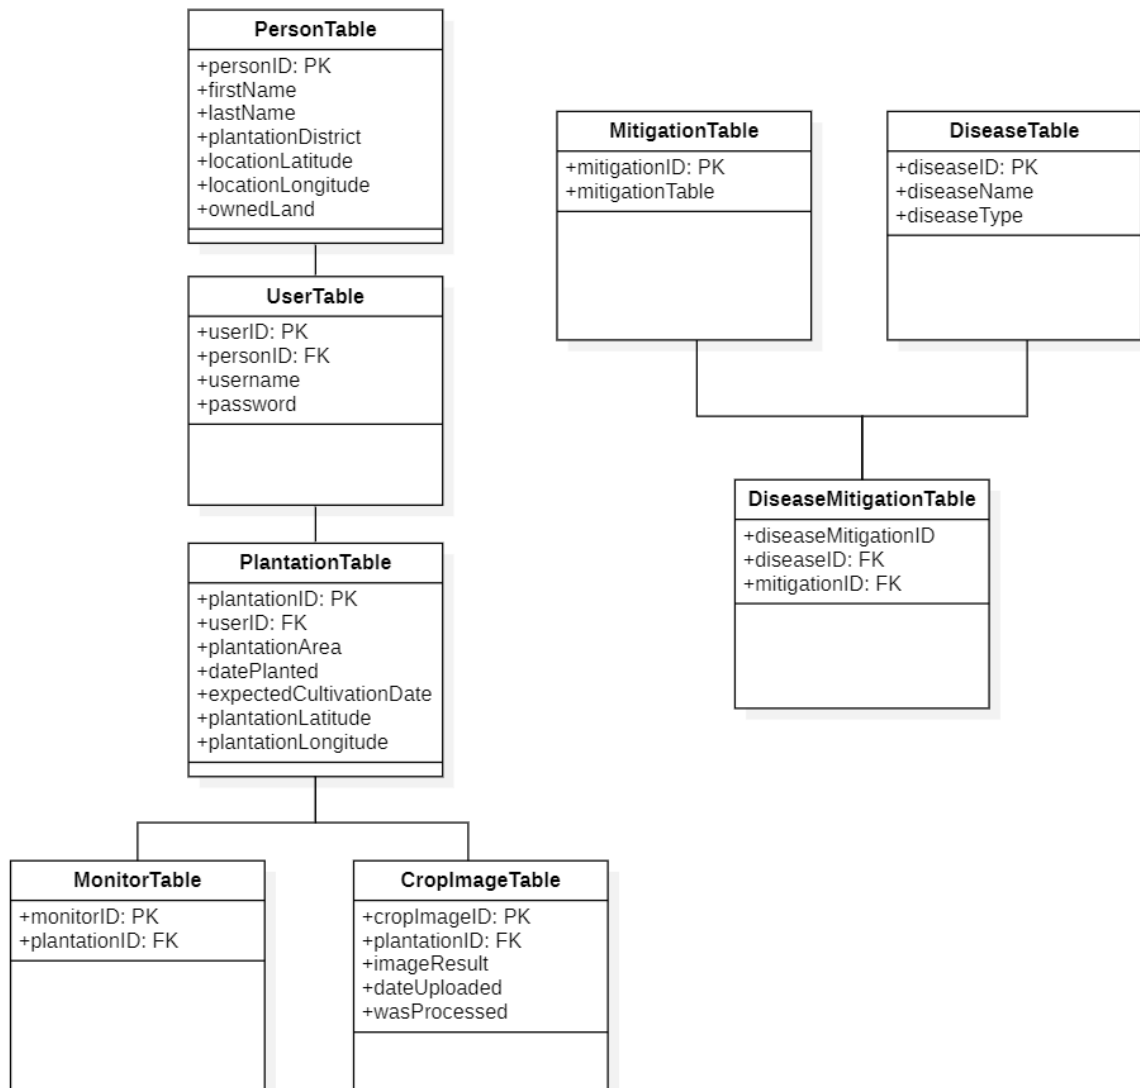 PersonTable
+personID: PK
+firstName
+lastName
+plantationDistrict
+locationLatitude
+locationLongitude
+ownedLand
UserTable
+userID: PK
+personID: FK
+username
+password
PlantationTable
+plantationID: PK
+userID: FK
+plantationArea
+datePlanted
+expectedCultivationDate
+plantationLatitude
+plantationLongitude
MonitorTable
+monitorID: PK
+plantationID: FK
CropImageTable
+cropImageID: PK
+plantationID: FK
+imageResult
+dateUploaded
+wasProcessed
MitigationTable
+mitigationID: PK
+mitigationTable
DiseaseTable
+diseaseID: PK
+diseaseName
+diseaseType
DiseaseMitigationTable
+diseaseMitigationID
+diseaseID: FK
+mitigationID: FK